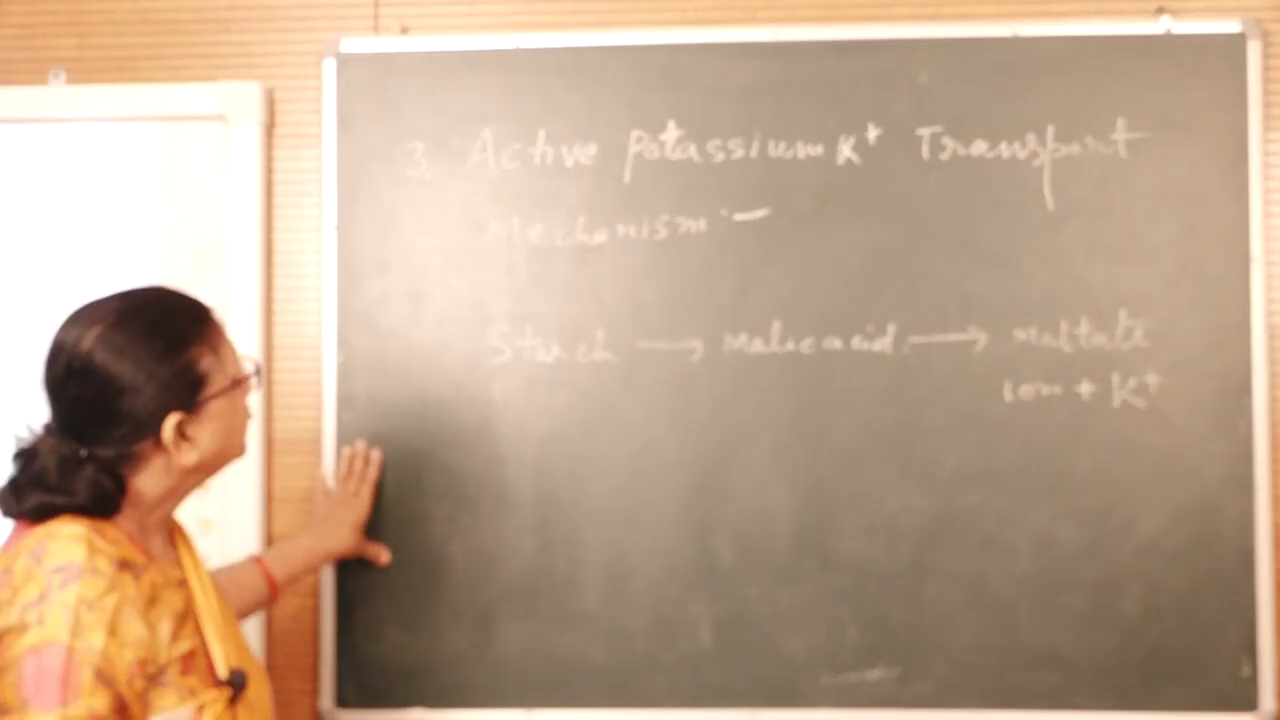 3. Active Potassium K⁺ Transport
Mechanism :-
Starch ⟶ Malic acid ⟶ maltate
ion + K⁺